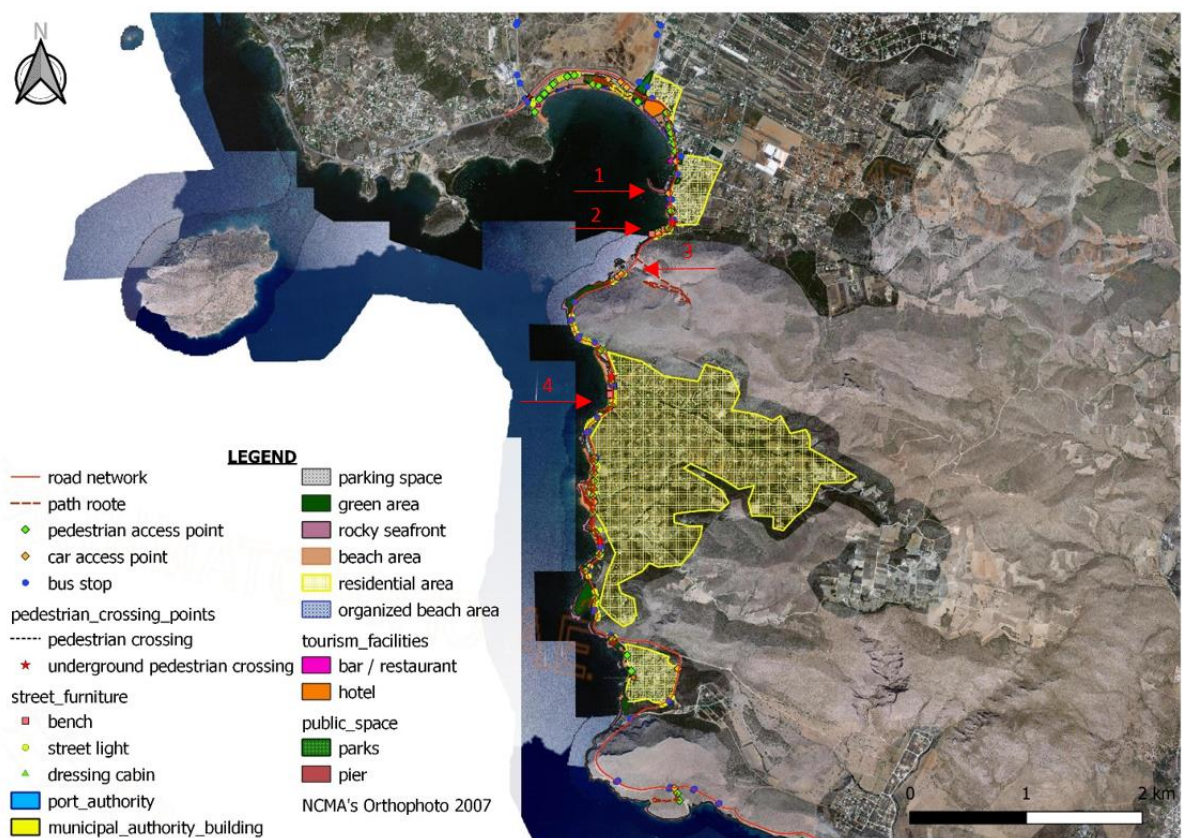 N
1
2
3
4
LEGEND
road network
path roote
pedestrian access point
car access point
bus stop
pedestrian_crossing_points
pedestrian crossing
underground pedestrian crossing
street_furniture
bench
street light
dressing cabin
port_authority
municipal_authority_building
parking space
green area
rocky seafront
beach area
residential area
organized beach area
tourism_facilities
bar / restaurant
hotel
public_space
parks
pier
NCMA's Orthophoto 2007
0 1 2 km